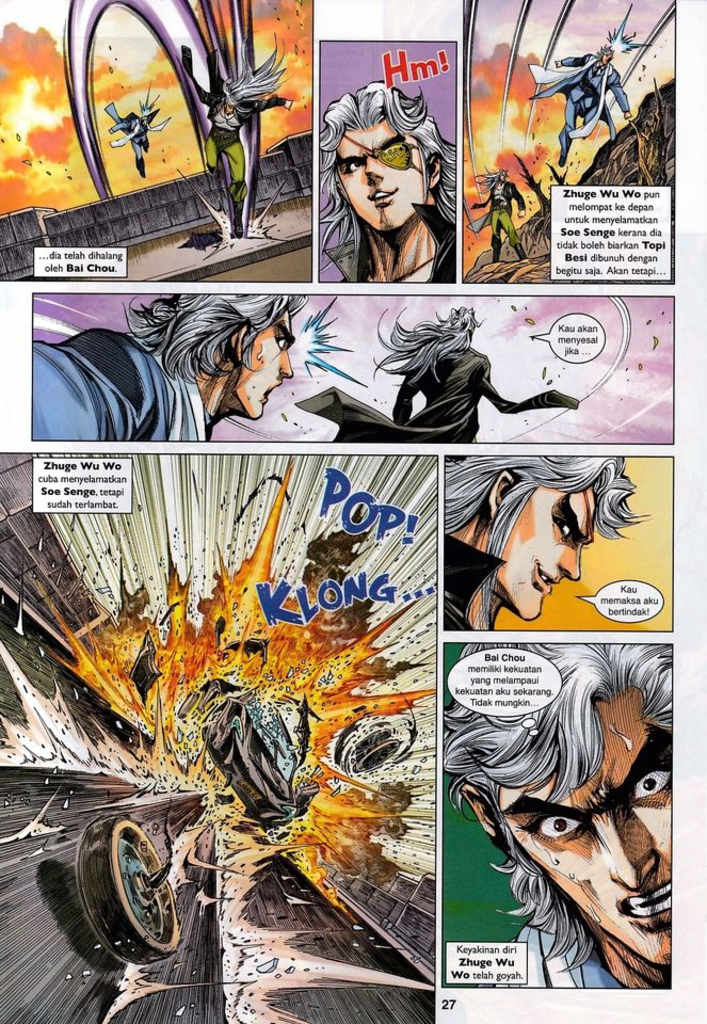 ...dia telah dihalang
oleh Bai Chou.
Hm!
Zhuge Wu Wo pun
melompat ke depan
untuk menyelamatkan
Soe Senge kerana dia
tidak boleh biarkan Topi
Besi dibunuh dengan
begitu saja. Akan tetapi...
Kau akan
menyesal
jika ...
Zhuge Wu Wo
cuba menyelamatkan
Soe Senge, tetapi
sudah terlambat.
POP!
KLONG...
Kau
memaksa aku
bertindak!
Bai Chou
memiliki kekuatan
yang melampaui
kekuatan aku sekarang.
Tidak mungkin...
Keyakinan diri
Zhuge Wu
Wo telah goyah.
27